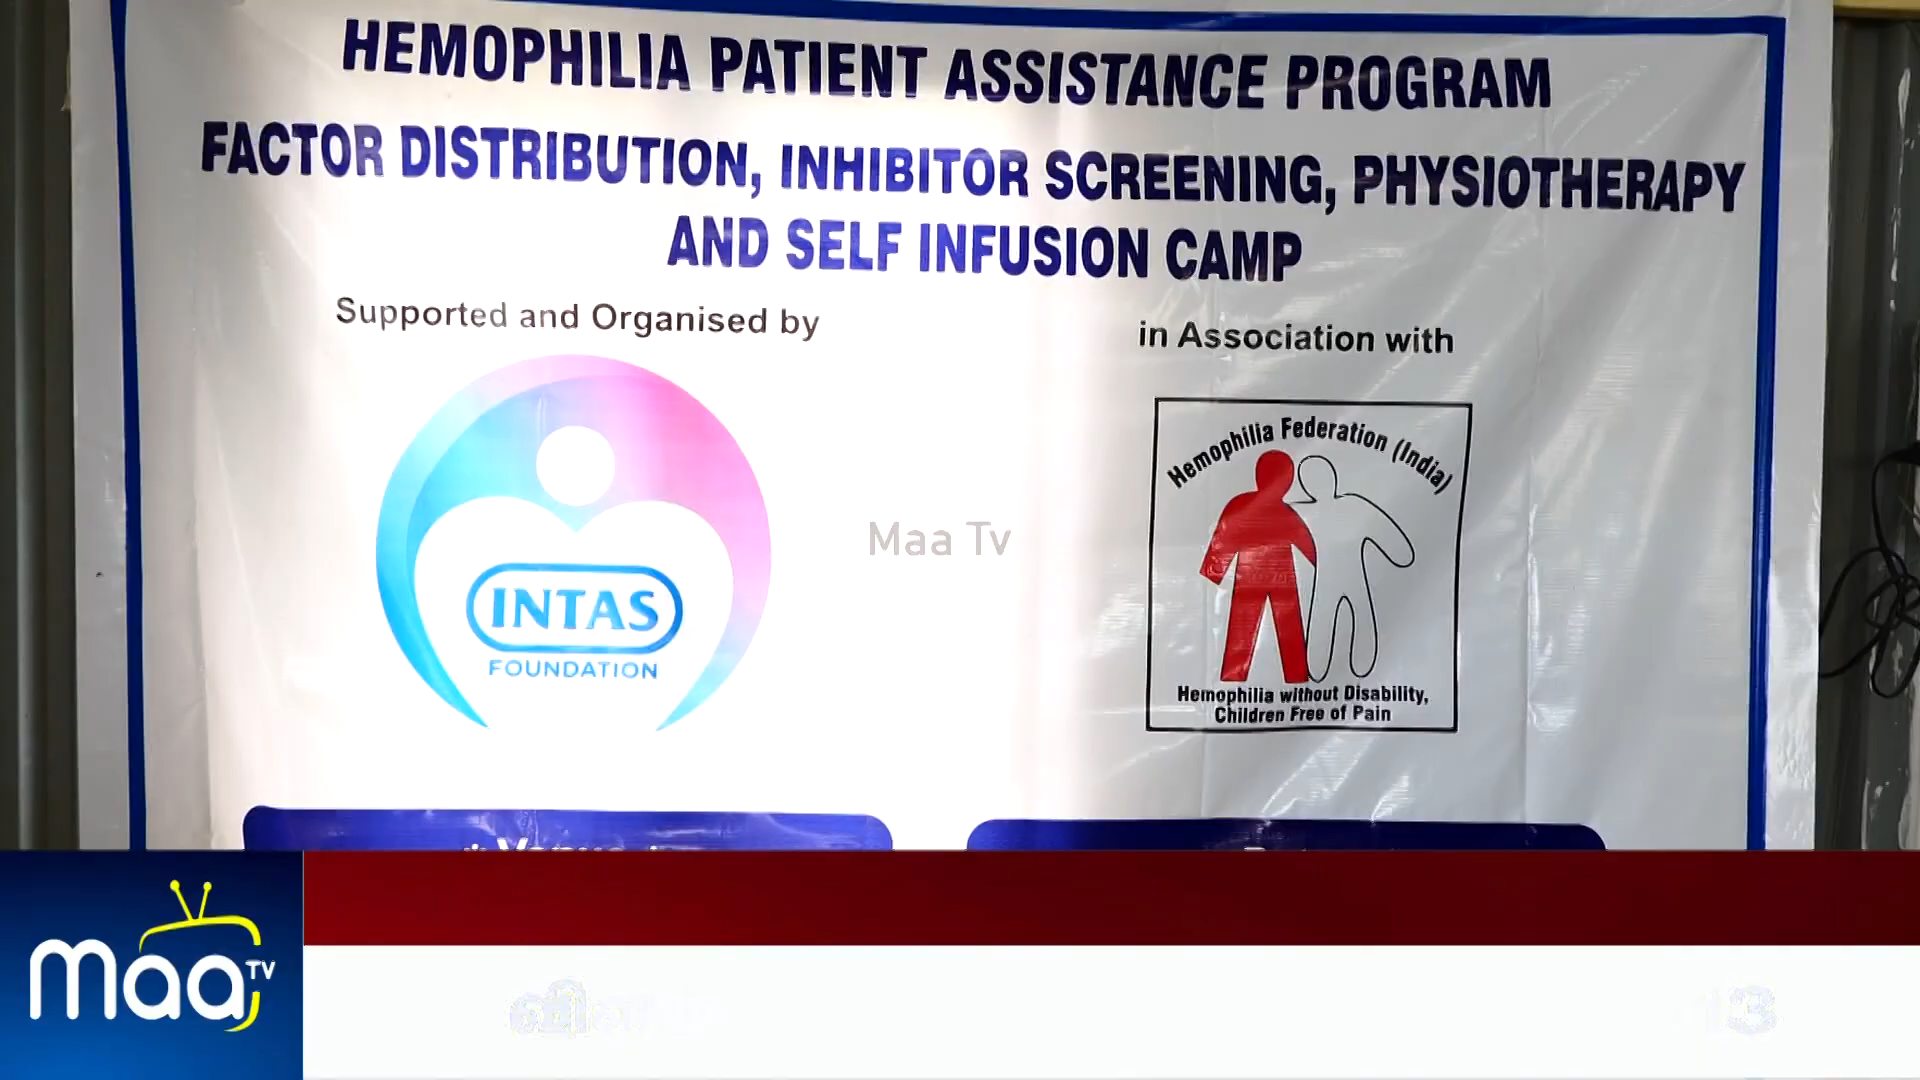 HEMOPHILIA PATIENT ASSISTANCE PROGRAM
FACTOR DISTRIBUTION, INHIBITOR SCREENING, PHYSIOTHERAPY
AND SELF INFUSION CAMP
Supported and Organised by
in Association with
INTAS
FOUNDATION
Hemophilia Federation (India)
Hemophilia without Disability,
Children Free of Pain
Maa Tv
maa TV